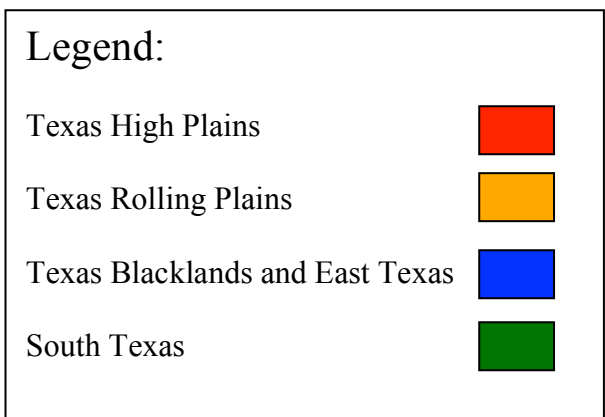 Legend:
Texas High Plains
Texas Rolling Plains
Texas Blacklands and East Texas
South Texas